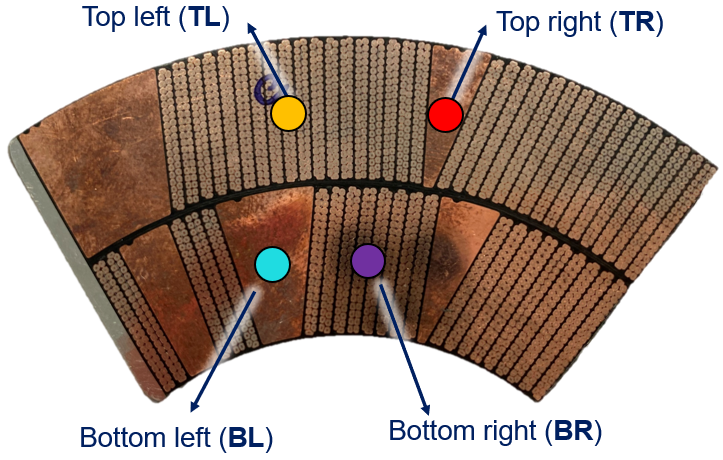 Top left (TL)
Top right (TR)
Bottom left (BL)
Bottom right (BR)